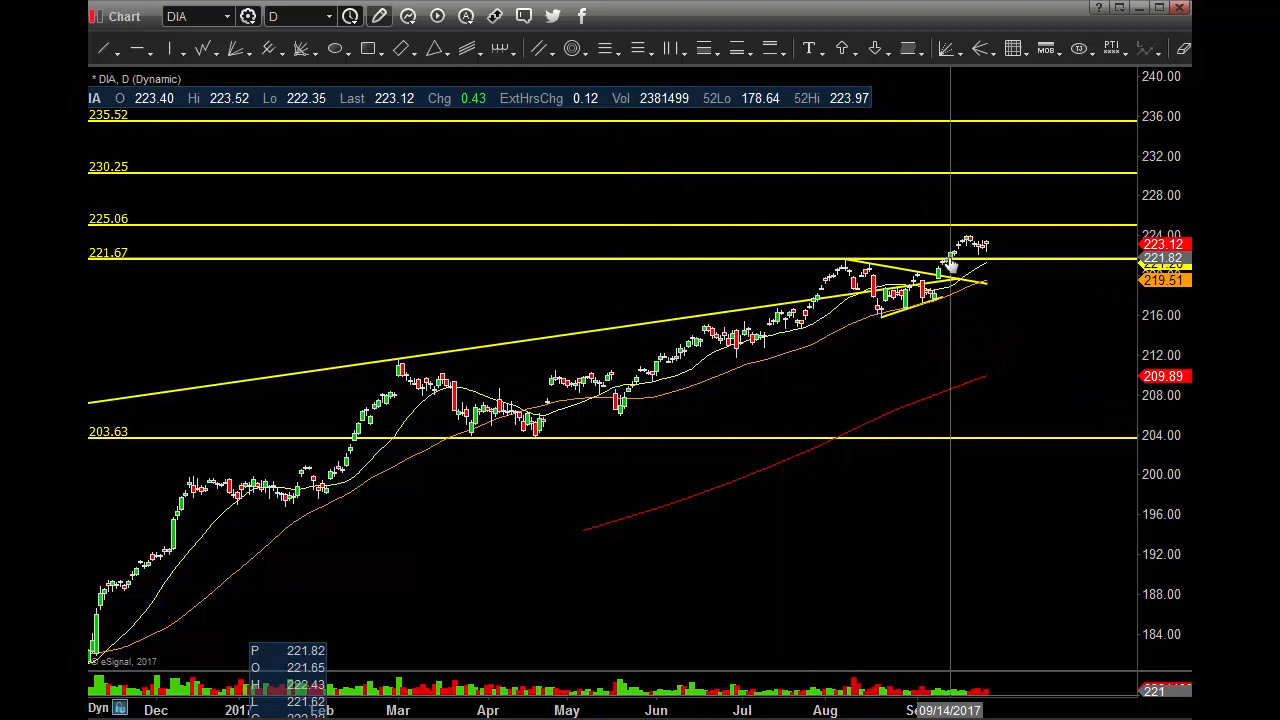 Chart DIA D
T MOB TD PTI
* DIA, D (Dynamic)
IA O 223.40 Hi 223.52 Lo 222.35 Last 223.12 Chg 0.43 ExtHrsChg 0.12 Vol 2381499 52Lo 178.64 52Hi 223.97
240.00
235.52
236.00
232.00
230.25
228.00
225.06
224.00
223.12
221.67
221.82
219.51
216.00
212.00
209.89
208.00
203.63
204.00
200.00
196.00
192.00
188.00
184.00
P 221.82
O 221.65
H 222.43
L 221.62
© eSignal, 2017
221
Dyn Dec 2017 Feb Mar Apr May Jun Jul Aug 09/14/2017